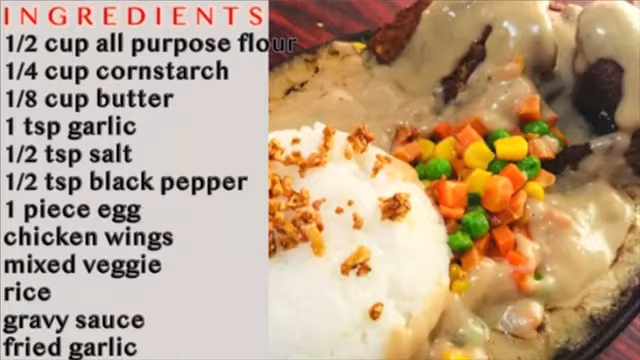 INGREDIENTS
1/2 cup all purpose flour
1/4 cup cornstarch
1/8 cup butter
1 tsp garlic
1/2 tsp salt
1/2 tsp black pepper
1 piece egg
chicken wings
mixed veggie
rice
gravy sauce
fried garlic